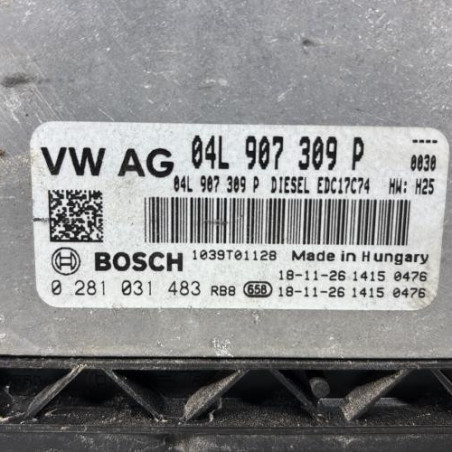 ----
VW AG 04L 907 309 P 0030
04L 907 309 P DIESEL EDC17C74 HW: H25
BOSCH 1039T01128 Made in Hungary
18-11-26 1415 0476
0 281 031 483 RB8 658 18-11-26 1415 0476